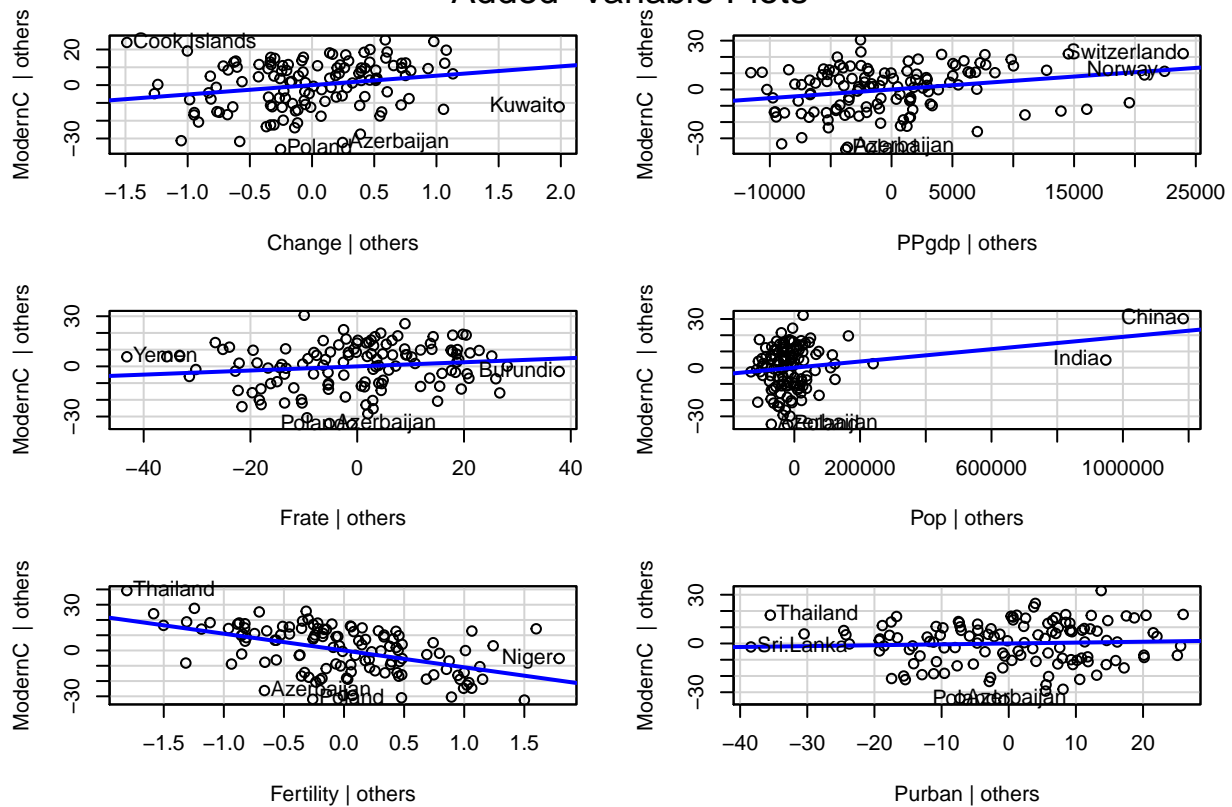 Added−Variable Plots
Cook Islands
Kuwait
Poland
Azerbaijan
−1.5 −1.0 −0.5 0.0 0.5 1.0 1.5 2.0
−30 0 20
Change | others
ModernC | others
Switzerland
Norway
Azerbaijan
Poland
−10000 0 5000 15000 25000
−30 0 30
PPgdp | others
ModernC | others
Yemen
Burundi
Poland
Azerbaijan
−40 −20 0 20 40
−30 0 30
Frate | others
ModernC | others
China
India
Azerbaijan
Poland
0 200000 600000 1000000
−30 0 30
Pop | others
ModernC | others
Thailand
Niger
Azerbaijan
Poland
−1.5 −1.0 −0.5 0.0 0.5 1.0 1.5
−30 0 30
Fertility | others
ModernC | others
Thailand
Sri Lanka
Poland
Azerbaijan
−40 −30 −20 −10 0 10 20
−30 0 30
Purban | others
ModernC | others